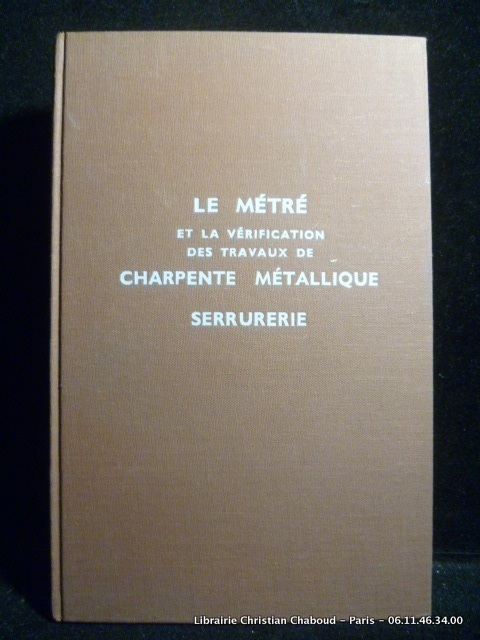 LE MÉTRÉ
ET LA VÉRIFICATION
DES TRAVAUX DE
CHARPENTE MÉTALLIQUE
SERRURERIE
Librairie Christian Chaboud - Paris - 06.11.46.34.00